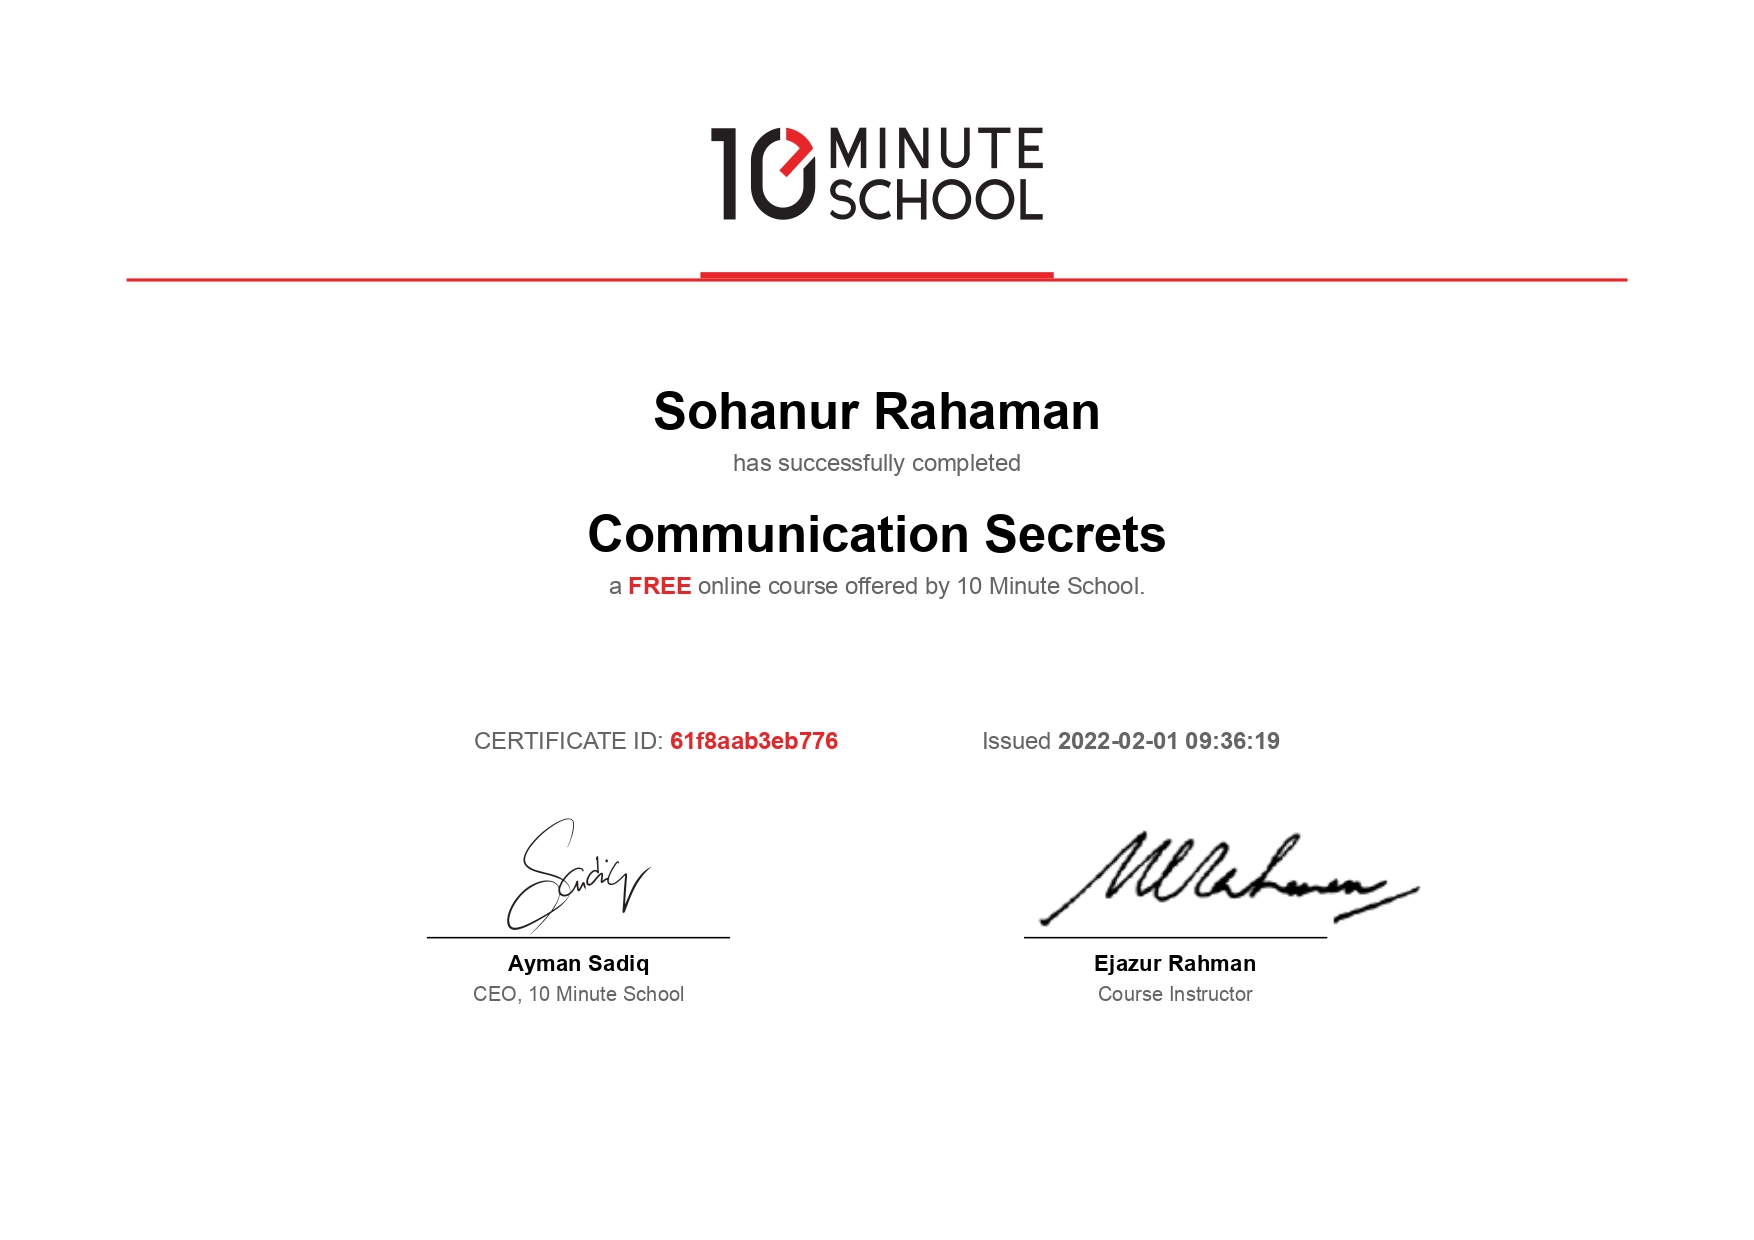 10 MINUTE
SCHOOL
Sohanur Rahaman
has successfully completed
Communication Secrets
a FREE online course offered by 10 Minute School.
CERTIFICATE ID: 61f8aab3eb776 Issued 2022-02-01 09:36:19
Sadiq
Ayman Sadiq
CEO, 10 Minute School
Ejazur Rahman
Course Instructor